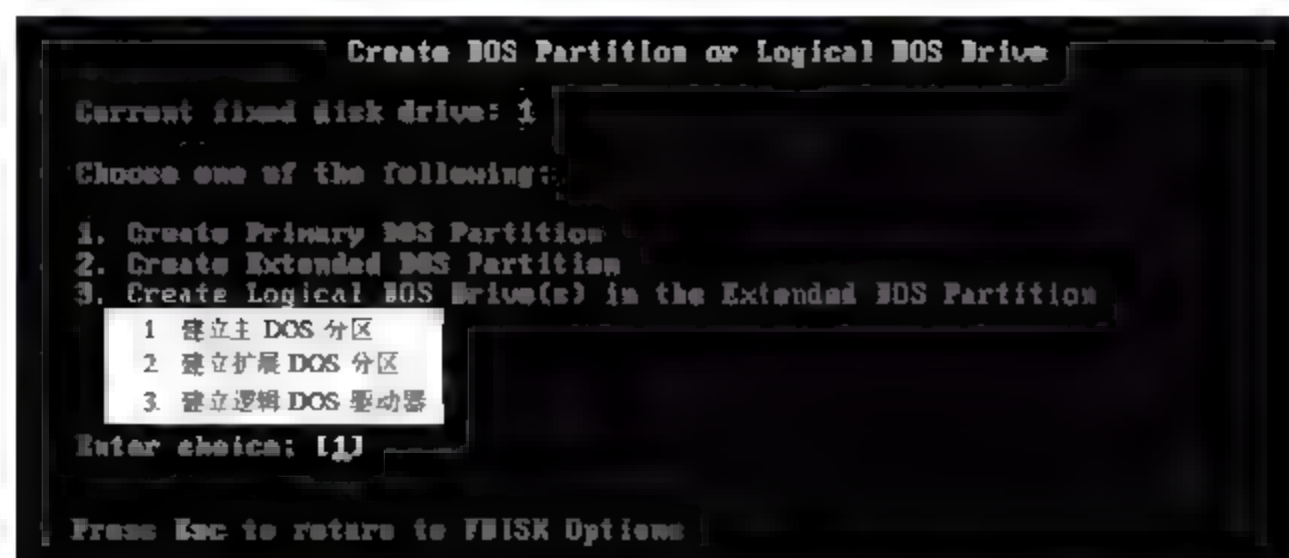 Create DOS Partition or Logical DOS Drive
Current fixed disk drive: 1
Choose one of the following:
1. Create Primary DOS Partition
2. Create Extended DOS Partition
3. Create Logical DOS Drive(s) in the Extended DOS Partition
1 建立主 DOS 分区
2 建立扩展 DOS 分区
3. 建立逻辑 DOS 驱动器
Enter choice: [1]
Press Esc to return to FDISK Options